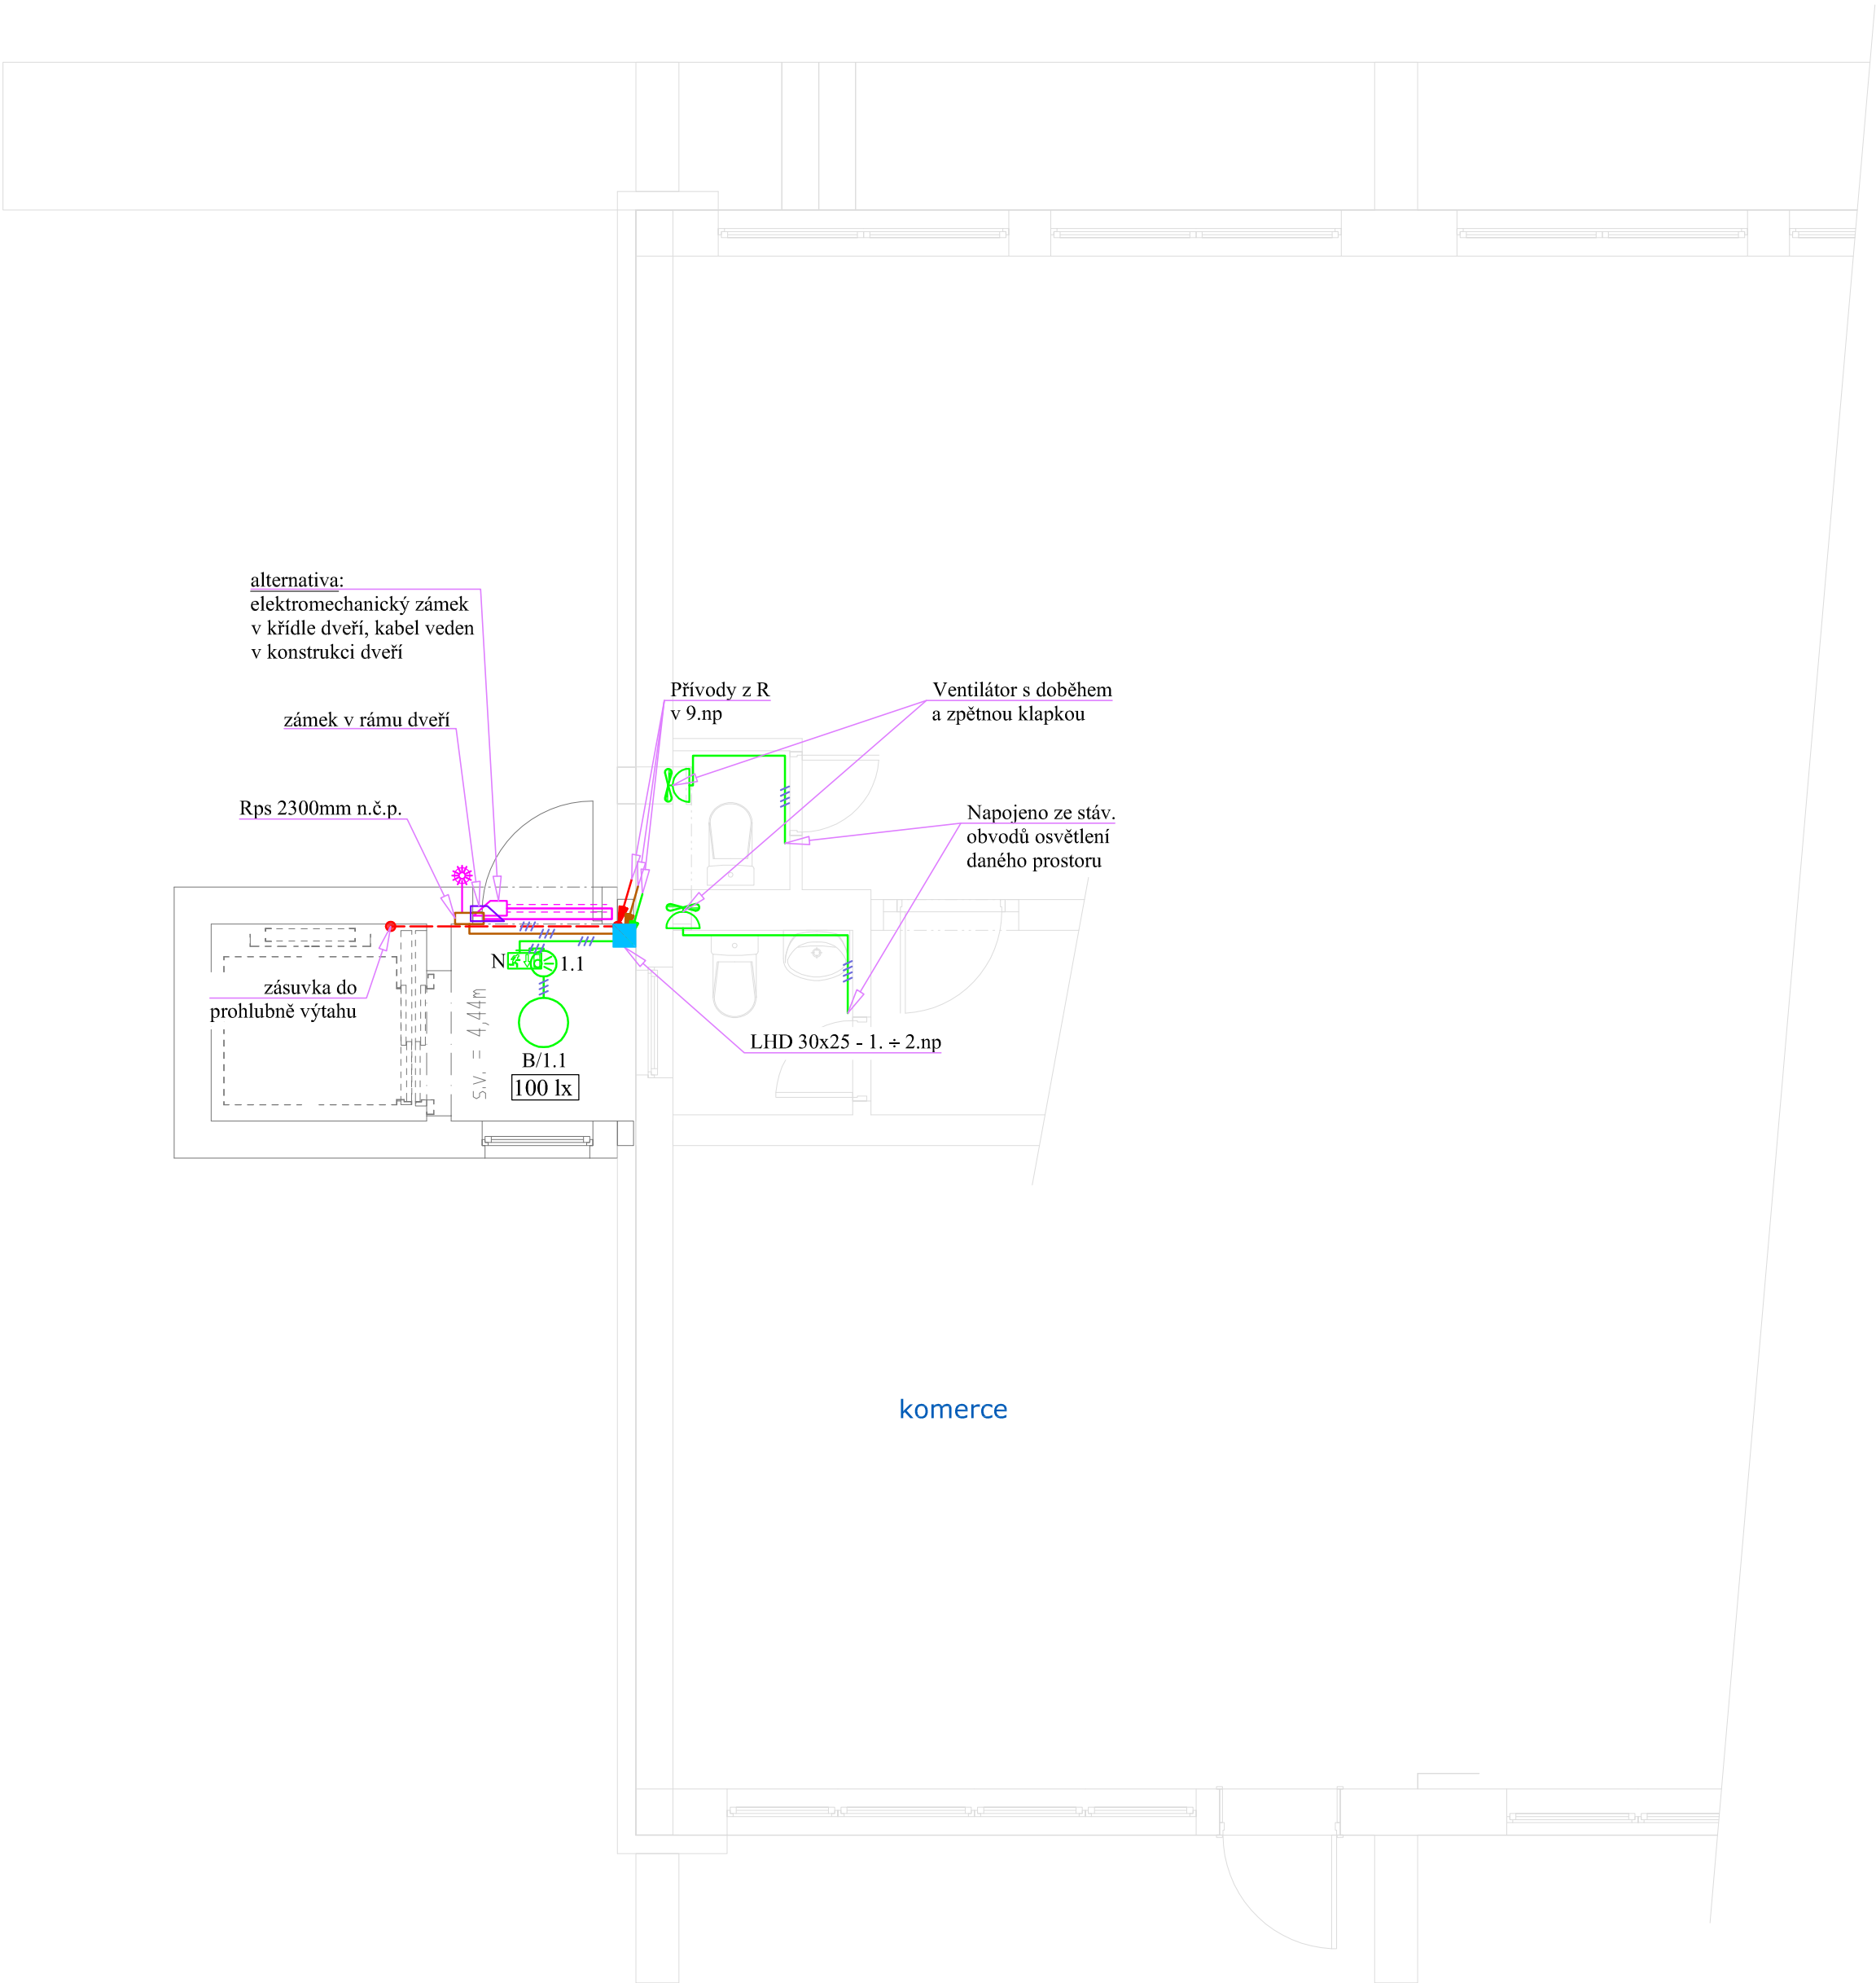 alternativa:
elektromechanický zámek
v křídle dveří, kabel veden
v konstrukci dveří
zámek v rámu dveří
Rps 2300mm n.č.p.
zásuvka do
prohlubně výtahu
Přívody z R
v 9.np
Ventilátor s doběhem
a zpětnou klapkou
Napojeno ze stáv.
obvodů osvětlení
daného prostoru
N
1.1
s.v. = 4,44m
B/1.1
100 lx
LHD 30x25 - 1. ÷ 2.np
komerce